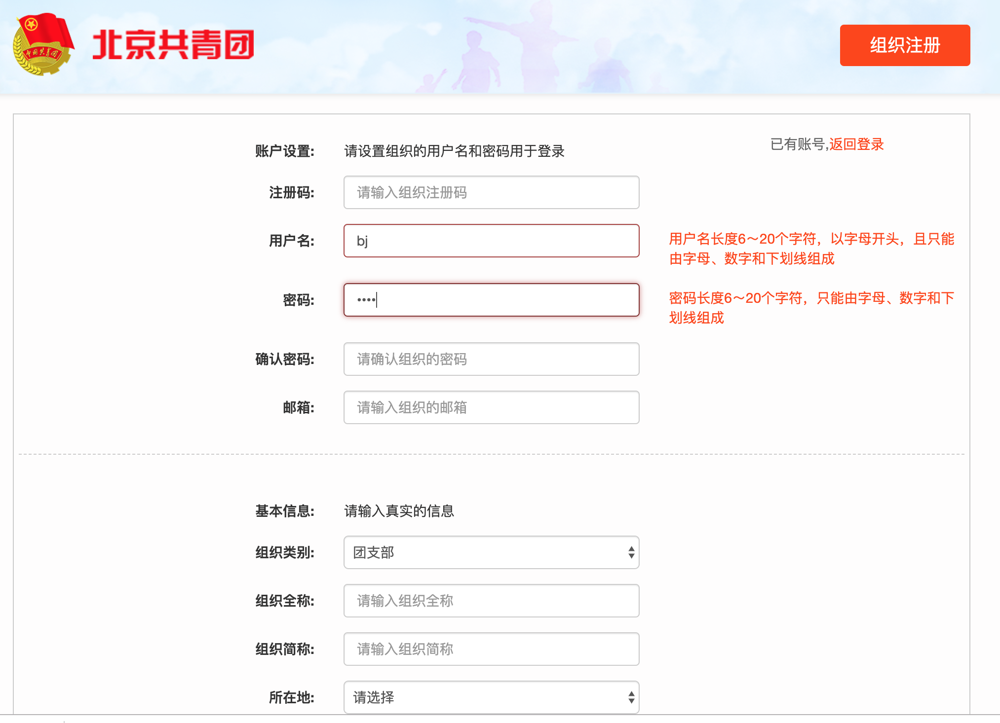 中国共青团
北京共青团
组织注册
已有账号,返回登录
账户设置: 请设置组织的用户名和密码用于登录
注册码: 请输入组织注册码
用户名: bj
用户名长度6～20个字符，以字母开头，且只能
由字母、数字和下划线组成
密码: ••••
密码长度6～20个字符，只能由字母、数字和下
划线组成
确认密码: 请确认组织的密码
邮箱: 请输入组织的邮箱
基本信息: 请输入真实的信息
组织类别: 团支部
组织全称: 请输入组织全称
组织简称: 请输入组织简称
所在地: 请选择